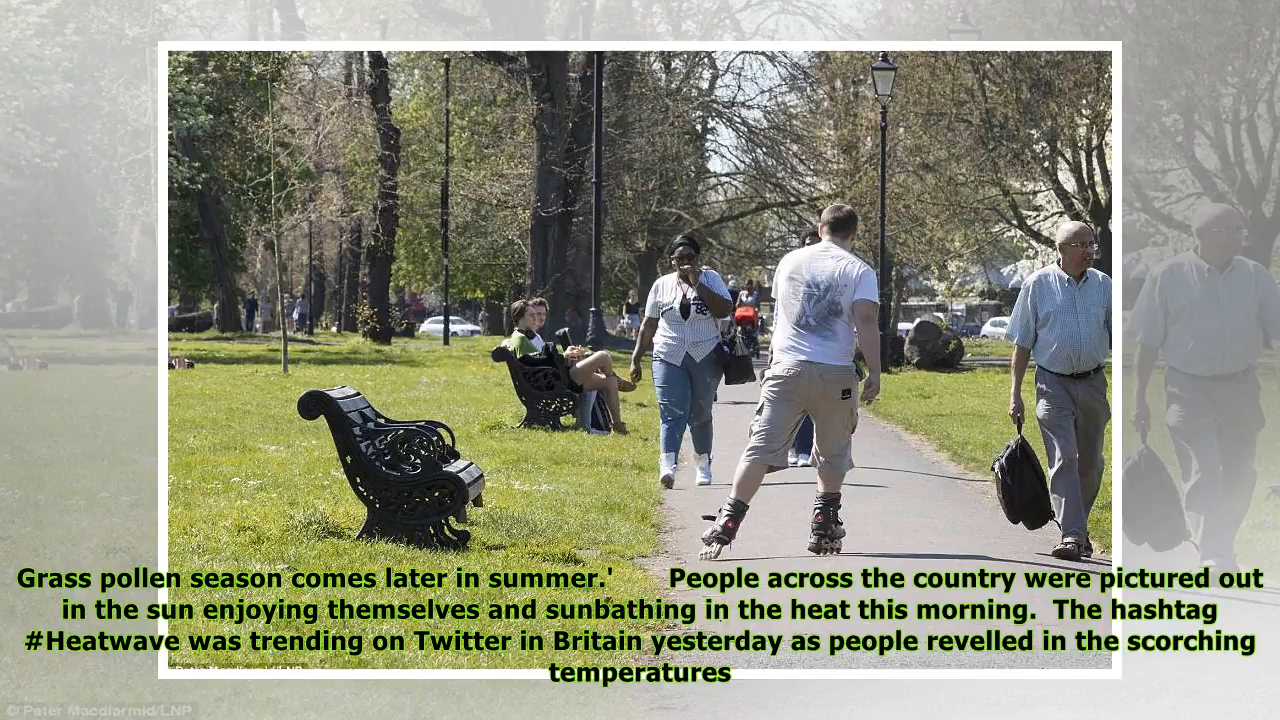 Grass pollen season comes later in summer.' People across the country were pictured out
in the sun enjoying themselves and sunbathing in the heat this morning. The hashtag
#Heatwave was trending on Twitter in Britain yesterday as people revelled in the scorching
temperatures
© Peter Macdiarmid/LNP